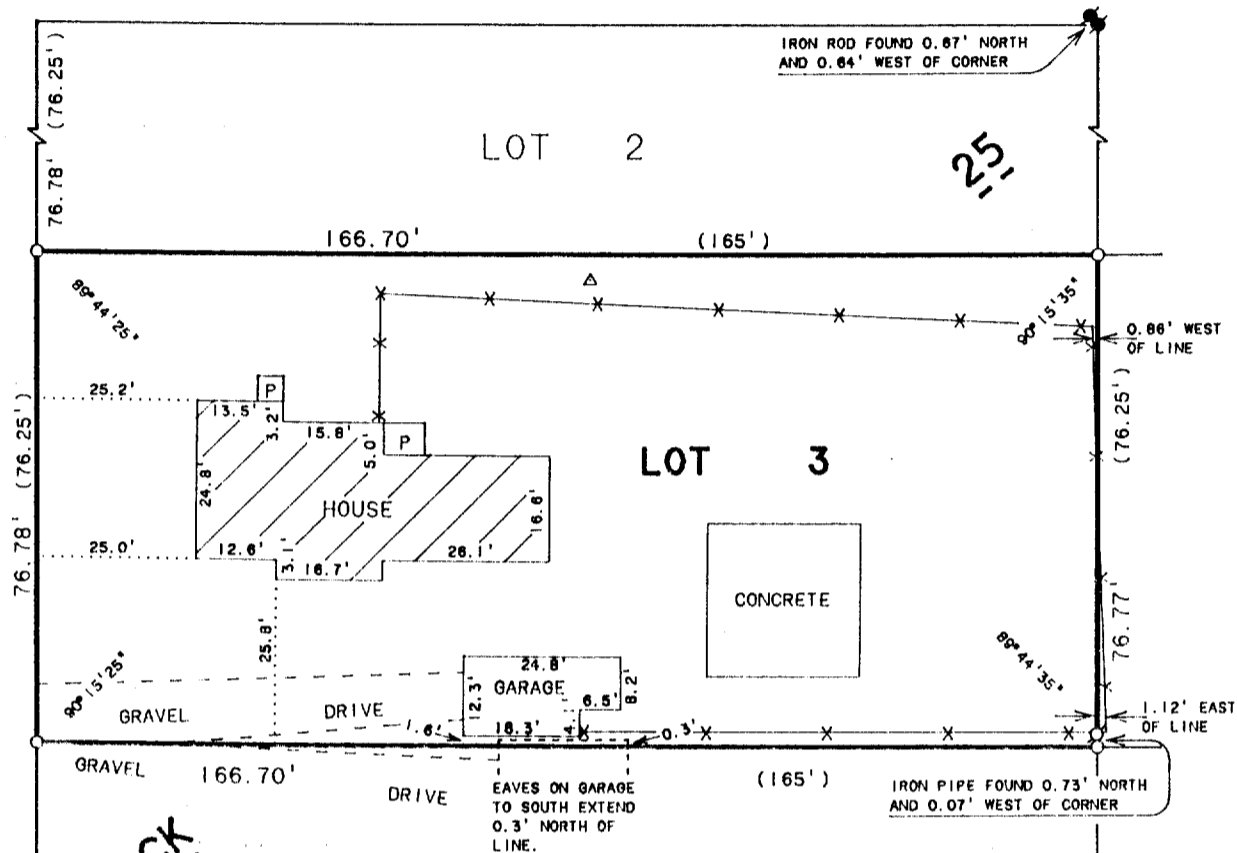 IRON ROD FOUND 0.67' NORTH
AND 0.64' WEST OF CORNER
(76.25')
76.78'
LOT 2
25
166.70' (165')
89°44'25"
90°15'35"
0.86' WEST
OF LINE
25.2'
P
13.5'
3.2'
15.8'
5.0'
P
24.8'
HOUSE
16.6'
LOT 3
(76.25')
76.78' (76.25')
25.0'
12.6'
3.1'
16.7'
26.1'
CONCRETE
76.77'
25.8'
90°15'25"
89°44'35"
24.8'
GARAGE
12.3'
6.5'
8.2'
18.3'
4.
1.6'
0.3'
GRAVEL DRIVE
1.12' EAST
OF LINE
GRAVEL DRIVE
166.70' (165')
EAVES ON GARAGE
TO SOUTH EXTEND
0.3' NORTH OF
LINE.
IRON PIPE FOUND 0.73' NORTH
AND 0.07' WEST OF CORNER
CK